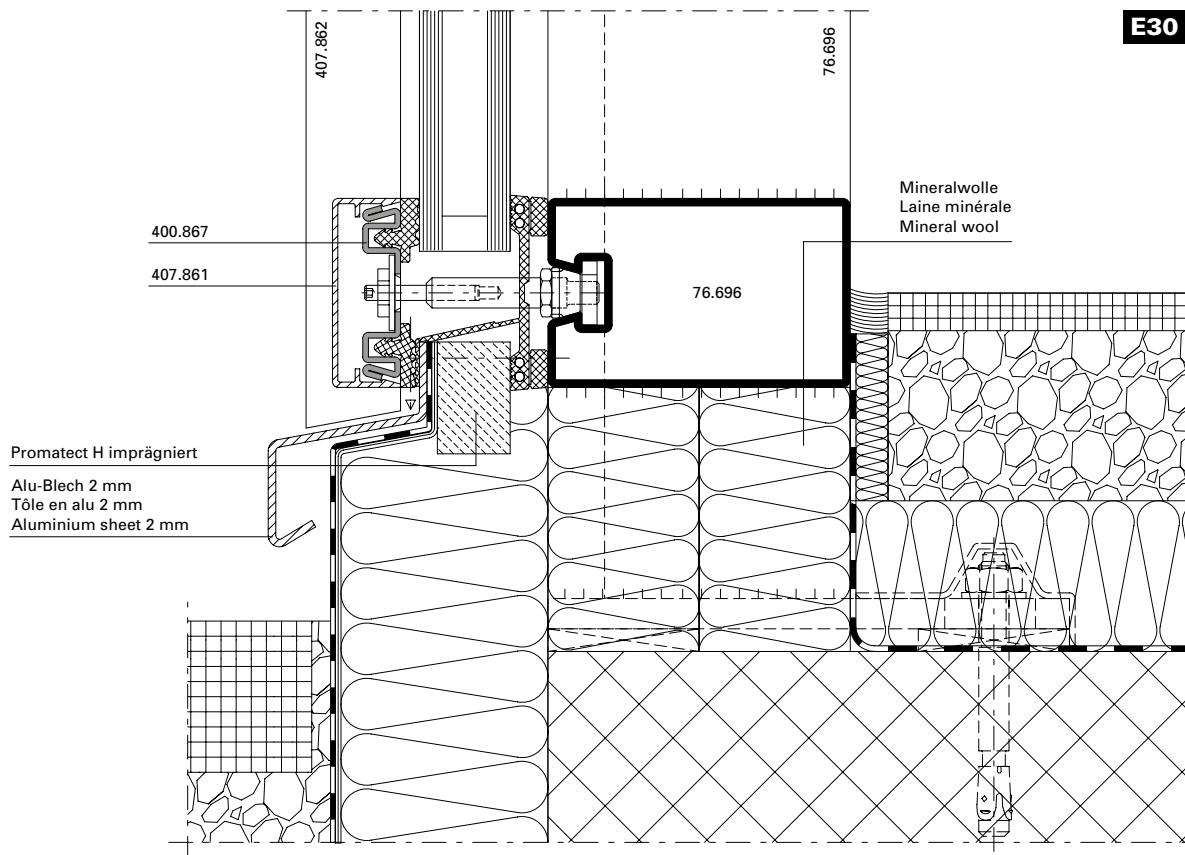 E30
407.862
76.696
Mineralwolle
Laine minérale
Mineral wool
400.867
407.861
76.696
Promatect H imprägniert
Alu-Blech 2 mm
Tôle en alu 2 mm
Aluminium sheet 2 mm